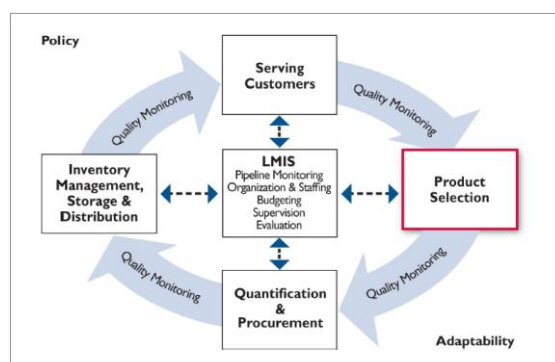 Policy
Serving
Customers
Quality Monitoring
Quality Monitoring
Inventory
Management,
Storage &
Distribution
LMIS
Pipeline Monitoring
Organization & Staffing
Budgeting
Supervision
Evaluation
Product
Selection
Quality Monitoring
Quality Monitoring
Quantification
&
Procurement
Adaptability